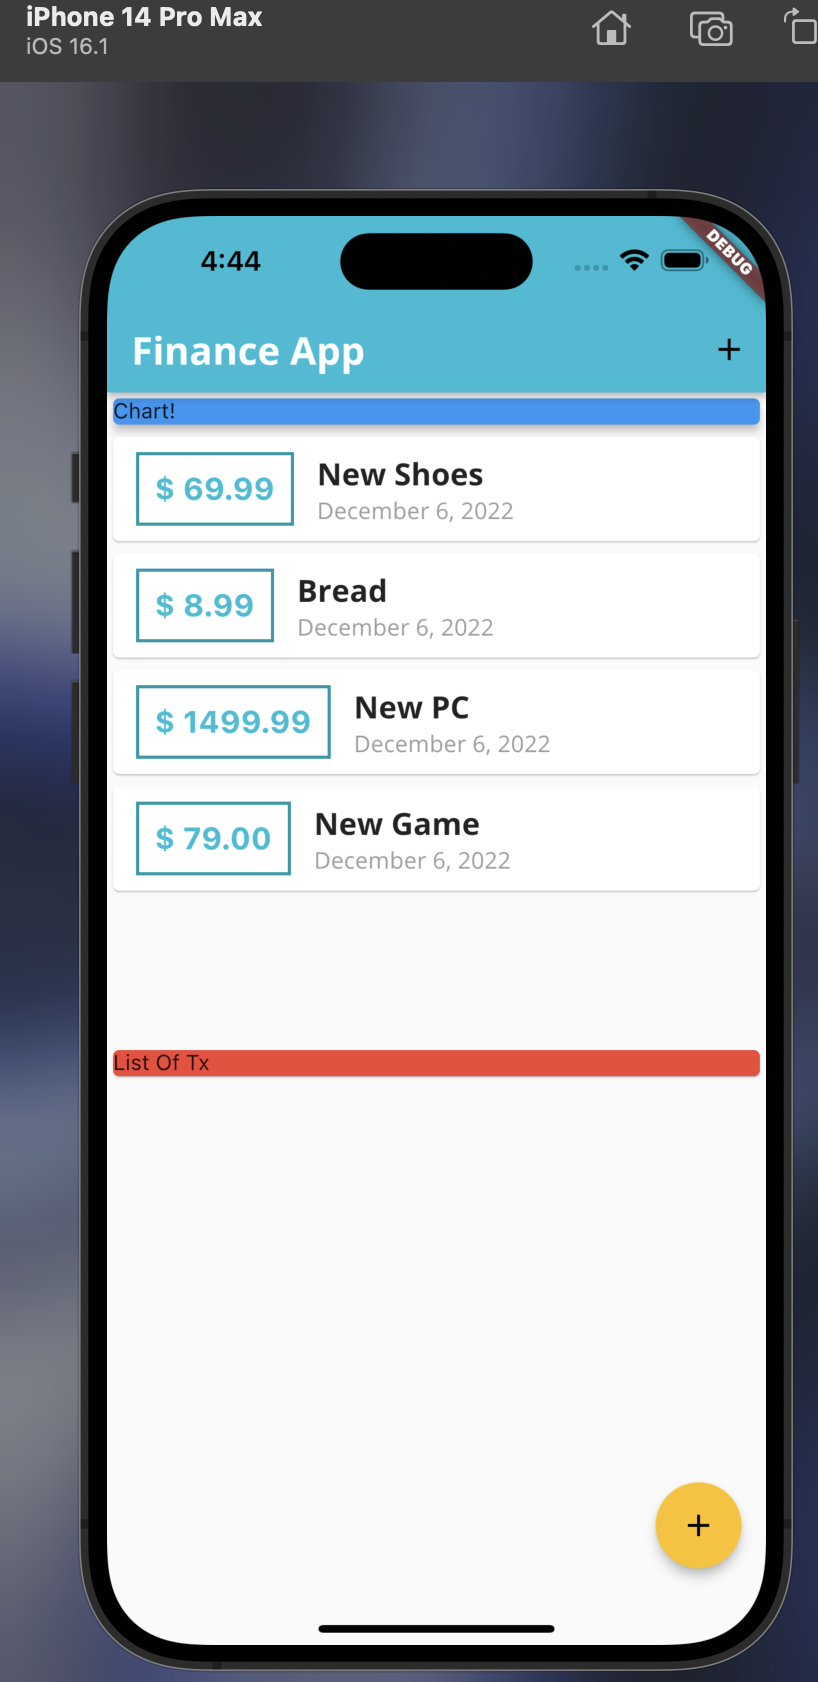 iPhone 14 Pro Max
iOS 16.1
4:44
DEBUG
Finance App
+
Chart!
$ 69.99
New Shoes
December 6, 2022
$ 8.99
Bread
December 6, 2022
$ 1499.99
New PC
December 6, 2022
$ 79.00
New Game
December 6, 2022
List Of Tx
+